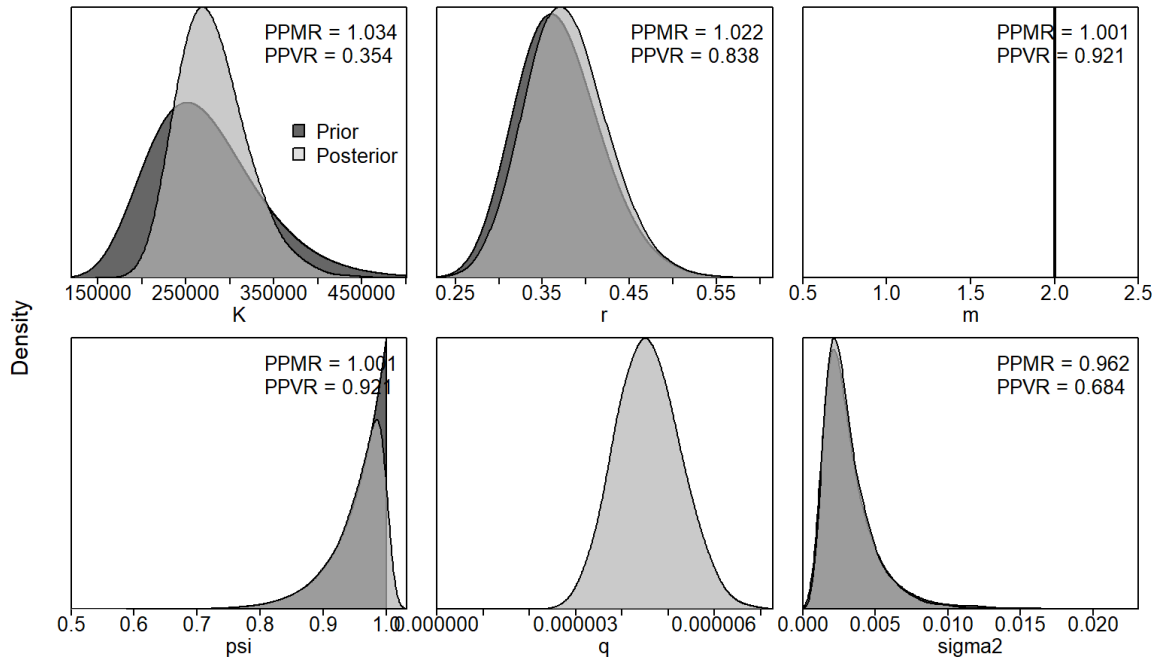 PPMR = 1.034
PPVR = 0.354
Prior
Posterior
150000 250000 350000 450000
K
PPMR = 1.022
PPVR = 0.838
0.25 0.35 0.45 0.55
r
PPMR = 1.001
PPVR = 0.921
0.5 1.0 1.5 2.0 2.5
m
Density
PPMR = 1.001
PPVR = 0.921
0.5 0.6 0.7 0.8 0.9 1.0
psi
0.000000 0.000003 0.000006
q
PPMR = 0.962
PPVR = 0.684
0.000 0.005 0.010 0.015 0.020
sigma2